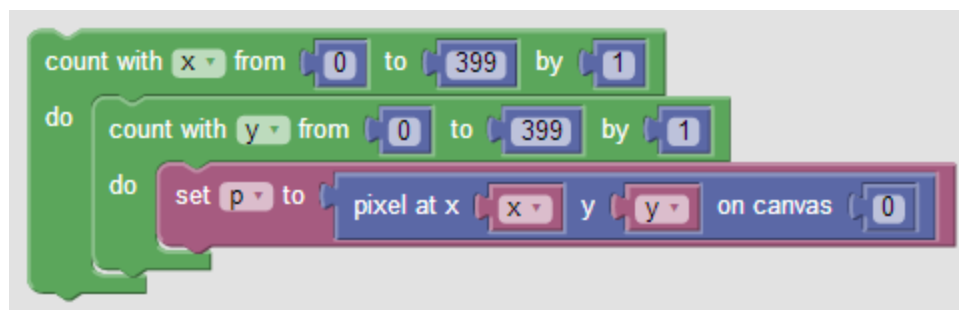 count with x from 0 to 399 by 1
do count with y from 0 to 399 by 1
do set p to pixel at x x y y on canvas 0